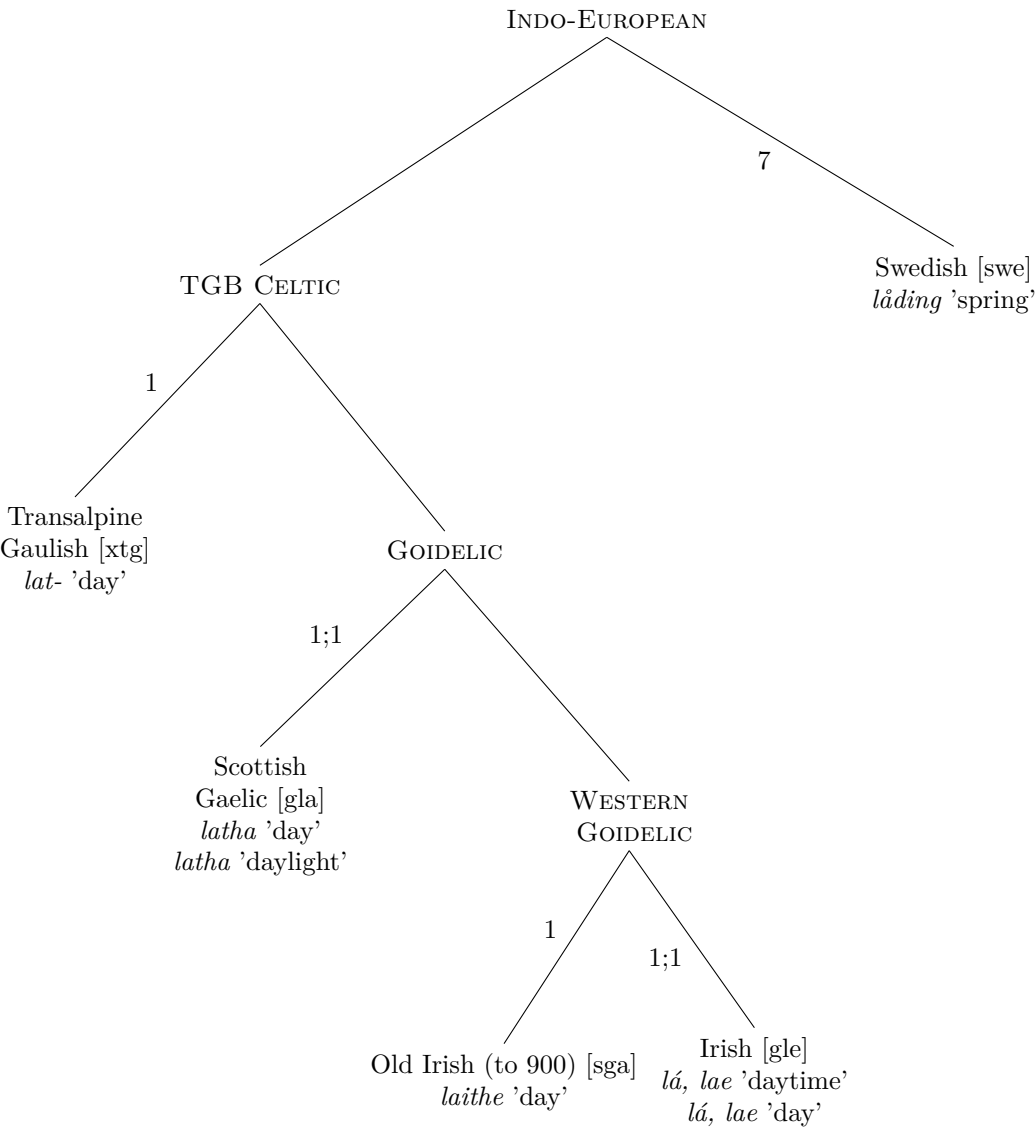 INDO-EUROPEAN
7
TGB CELTIC
Swedish [swe]
låding 'spring'
1
Transalpine
Gaulish [xtg]
lat- 'day'
GOIDELIC
1;1
Scottish
Gaelic [gla]
latha 'day'
latha 'daylight'
WESTERN
GOIDELIC
1
1;1
Old Irish (to 900) [sga]
laithe 'day'
Irish [gle]
lá, lae 'daytime'
lá, lae 'day'